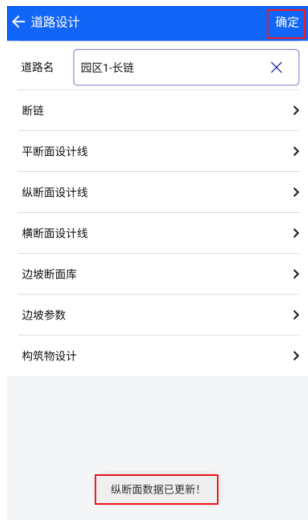 道路设计
确定
道路名 园区1-长链
断链
平断面设计线
纵断面设计线
横断面设计线
边坡断面库
边坡参数
构筑物设计
纵断面数据已更新！